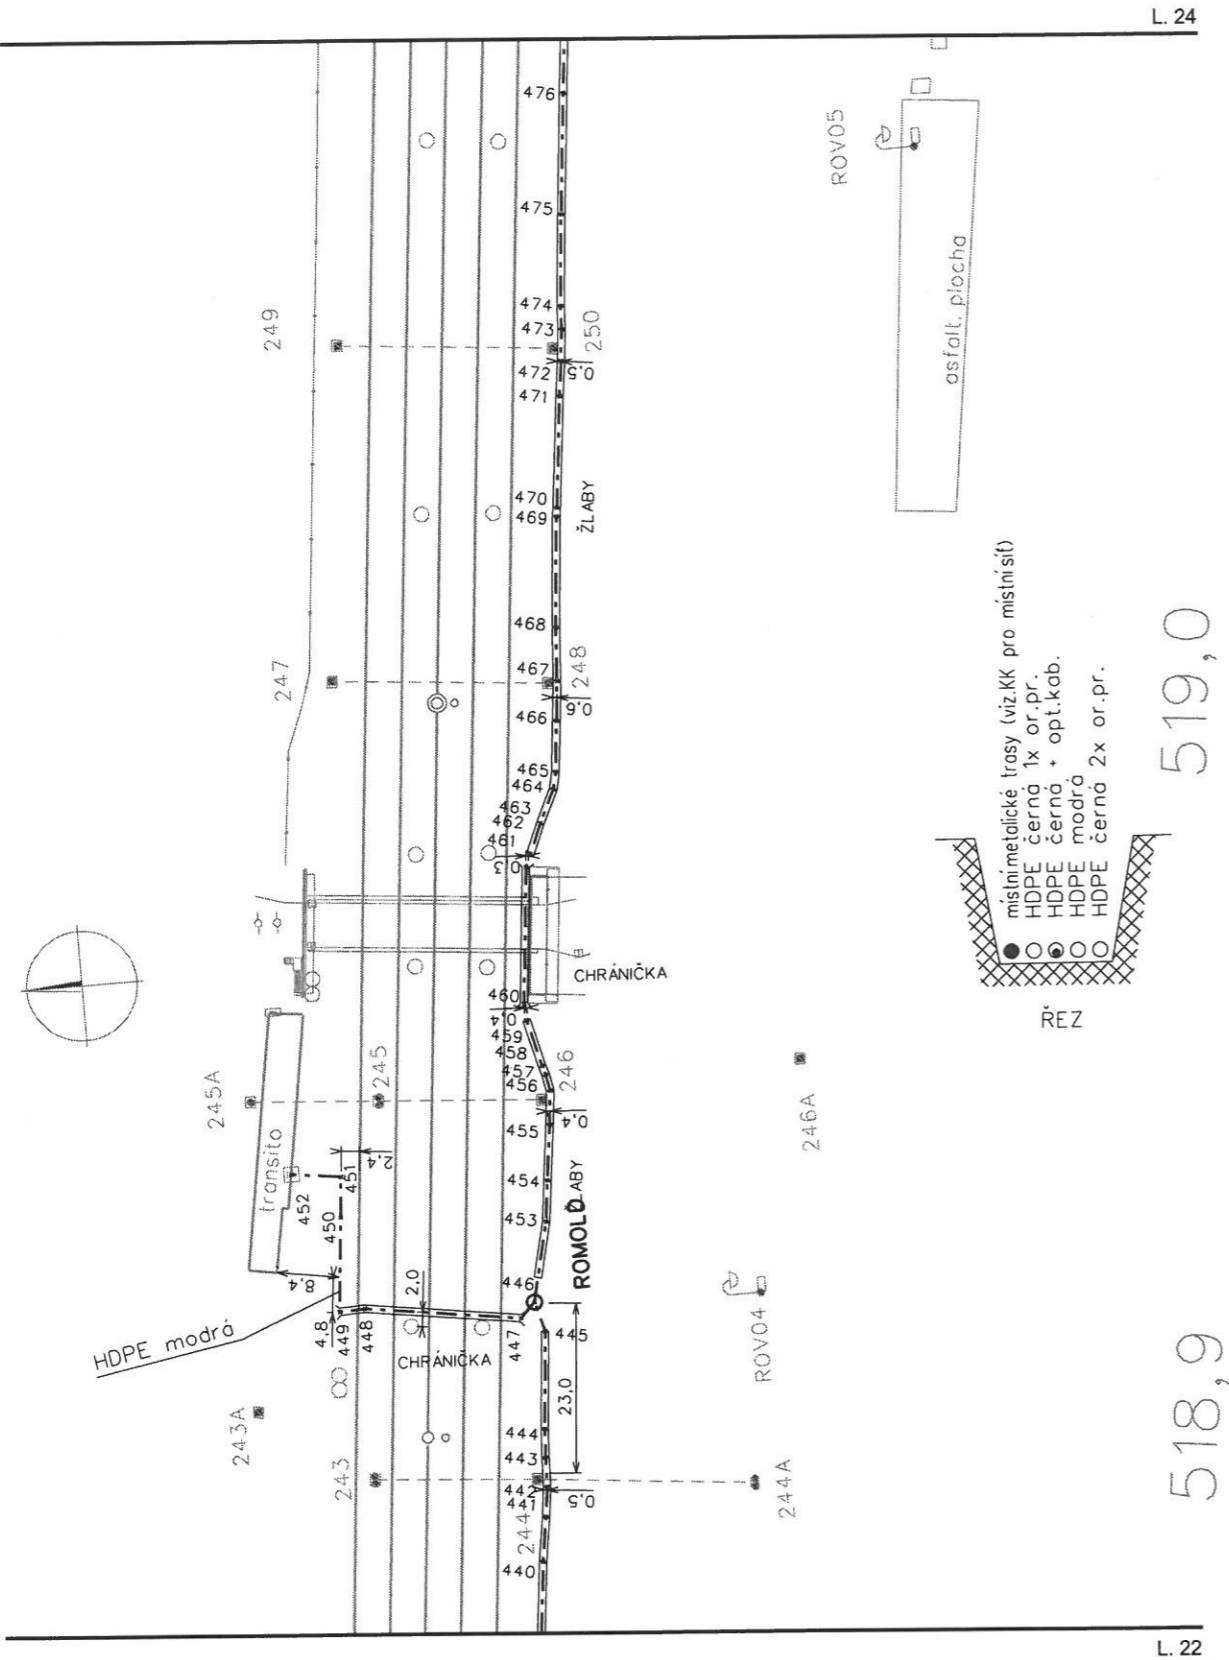 L. 24
476
ROV05
475
asfalt. plocha
474
473
249
250
472
0,5
471
470
469
ŽLABY
468
467
247
248
466
0,6
465
464
463
462
461
0,3
místnímetalické trasy (viz.KK pro místní síť)
HDPE černá 1x or.pr.
HDPE černá + opt.kab.
HDPE modrá
HDPE černá 2x or.pr.
519,0
ŘEZ
CHRÁNIČKA
460
0,4
459
458
457
456
245A
245
246
246A
455
0,4
transito
451
2,4
452
454
450
453
ROMOLD
8,4
2,0
446
HDPE modrá
4,8
449
448
447
445
CHRÁNIČKA
ROV04
23,0
243A
444
443
243
442
441
0,5
244
244A
440
518,9
L. 22